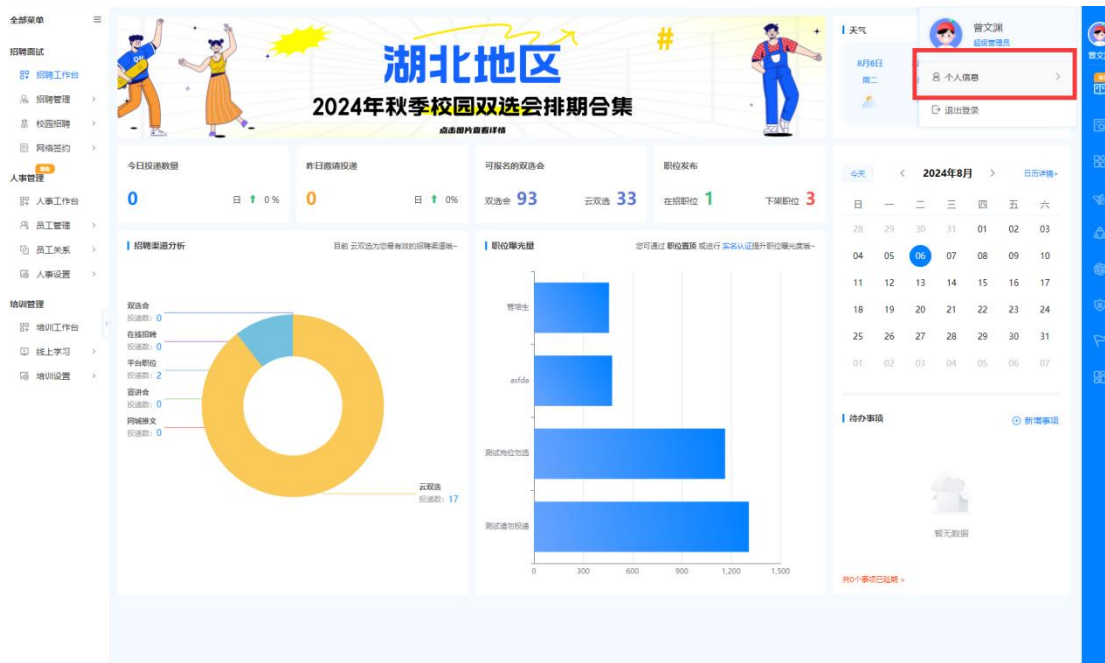 全部菜单
招聘面试
招聘工作台
招聘管理
校园招聘
网络签约
人事管理
人事工作台
员工管理
员工关系
人事设置
培训管理
培训工作台
线上学习
培训设置
湖北地区
#
2024年秋季校园双选会排期合集
点击图片查看详情
今日投递数量
0
日 0%
昨日邀请投递
0
日 0%
可报名的双选会
双选会 93
云双选 33
职位发布
在招职位 1
下架职位 3
招聘渠道分析
目前 云双选为您最有效的招聘渠道哦~
双选会
投递数: 0
在线招聘
投递数: 0
平台职位
投递数: 2
宣讲会
投递数: 0
同城推文
投递数: 0
云双选
投递数: 17
职位曝光量
您可通过 职位置顶 或进行 实名认证提升职位曝光度哦~
管培生
asfda
测试岗位勿选
测试请勿投递
0 300 600 900 1,200 1,500
天气
8月6日
周二
曾文渊
超级管理员
个人信息
退出登录
今天 < 2024年8月 > 日历详情»
日 一 二 三 四 五 六
28 29 30 31 01 02 03
04 05 06 07 08 09 10
11 12 13 14 15 16 17
18 19 20 21 22 23 24
25 26 27 28 29 30 31
01 02 03 04 05 06 07
待办事项
新增事项
暂无数据
共0个事项已延期 »